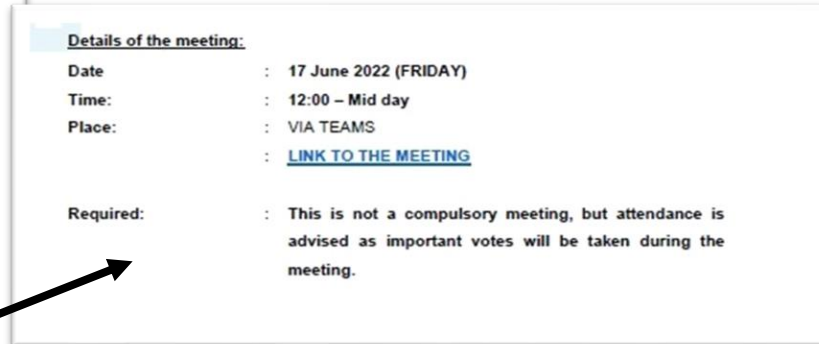 Details of the meeting:
Date : 17 June 2022 (FRIDAY)
Time: : 12:00 – Mid day
Place: : VIA TEAMS
: LINK TO THE MEETING
Required: : This is not a compulsory meeting, but attendance is
advised as important votes will be taken during the
meeting.